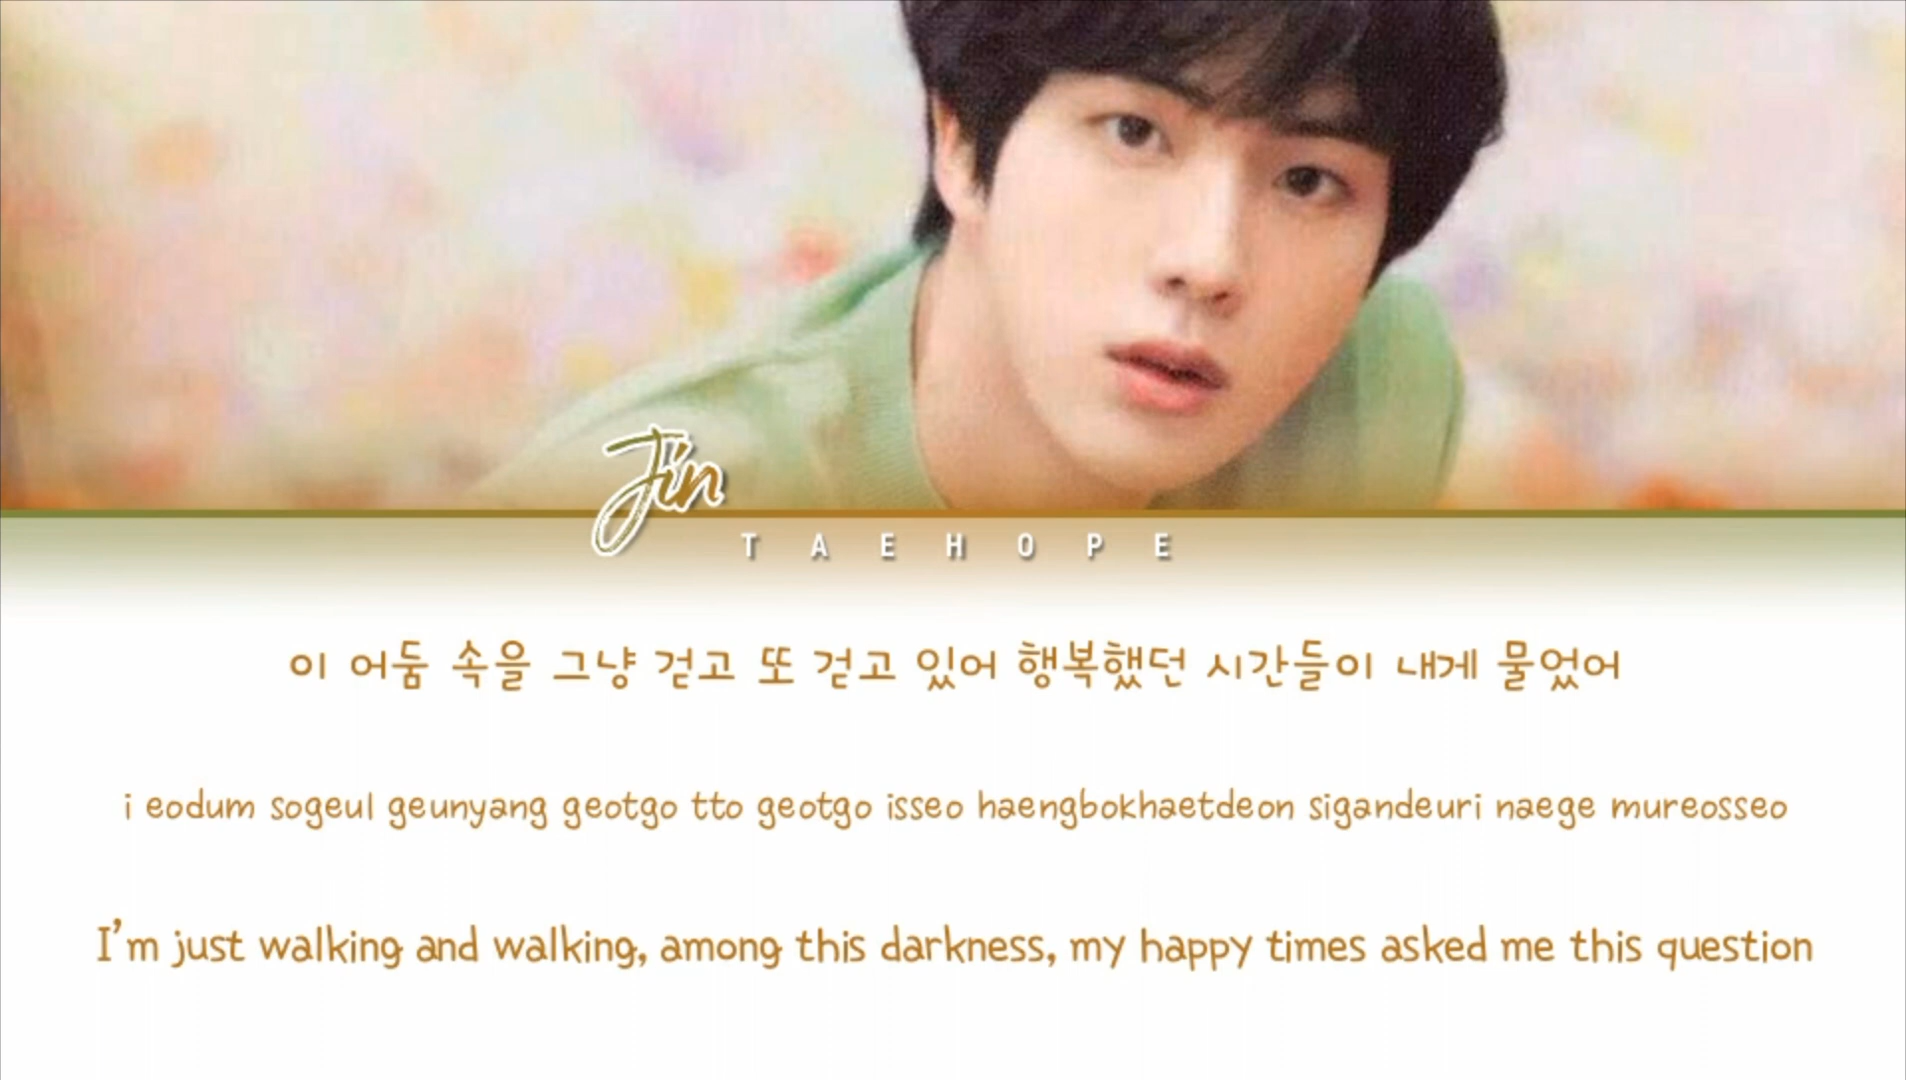 Jin
TAEHOPE
이 어둠 속을 그냥 걷고 또 걷고 있어 행복했던 시간들이 내게 물었어
i eodum sogeul geunyang geotgo tto geotgo isseo haengbokhaetdeon sigandeuri naege mureosseo
I'm just walking and walking, among this darkness, my happy times asked me this question